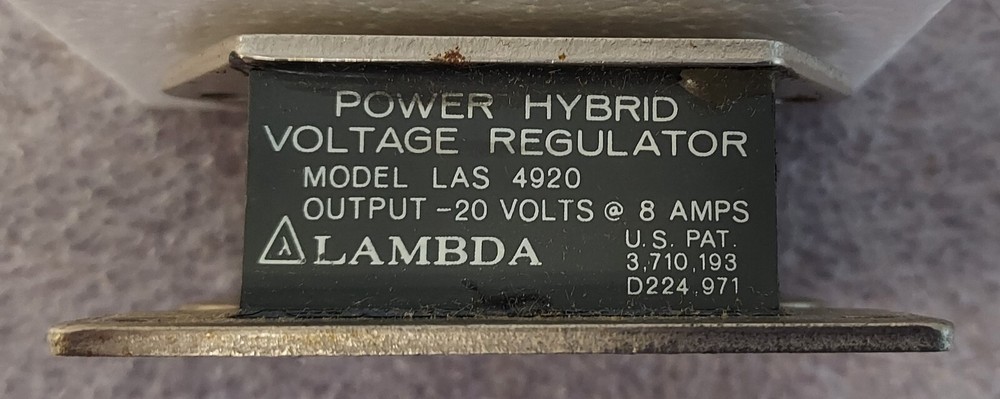 POWER HYBRID
VOLTAGE REGULATOR
MODEL LAS 4920
OUTPUT -20 VOLTS @ 8 AMPS
λ LAMBDA
U.S. PAT.
3,710,193
D224,971